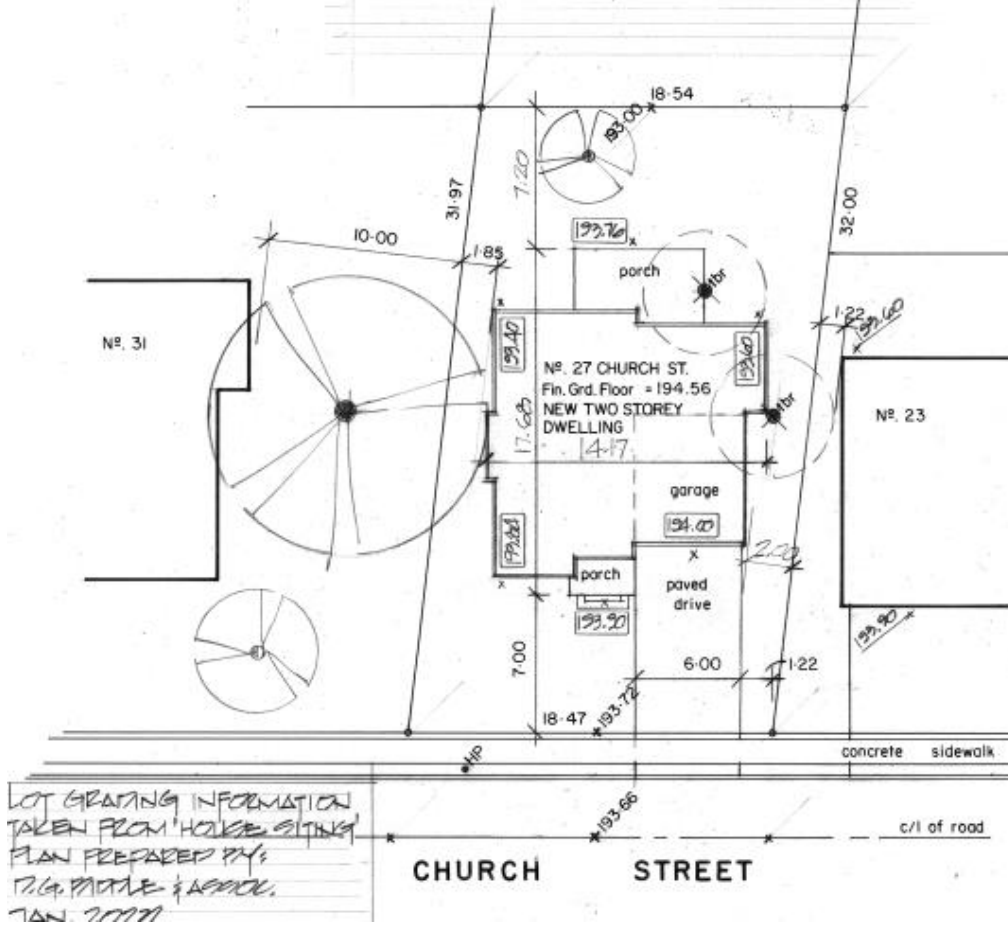 18·54
193·00
7.20
31·97
32·00
10·00
1·85
193.76
porch
tbr
1·22
193.60
Nº. 31
193.40
193.60
Nº. 27 CHURCH ST.
Fin. Grd. Floor = 194.56
NEW TWO STOREY
DWELLING
tbr
Nº. 23
17.68
14.17
garage
194.00
2.00
porch
paved
drive
193.90
193.90
7·00
6·00
1·22
18·47
193·72
concrete sidewalk
HP
LOT GRADING INFORMATION
TAKEN FROM 'HOUSE SITING'
PLAN PREPARED BY:
& ASSOC.
JAN.
193·66
c/l of road
CHURCH STREET